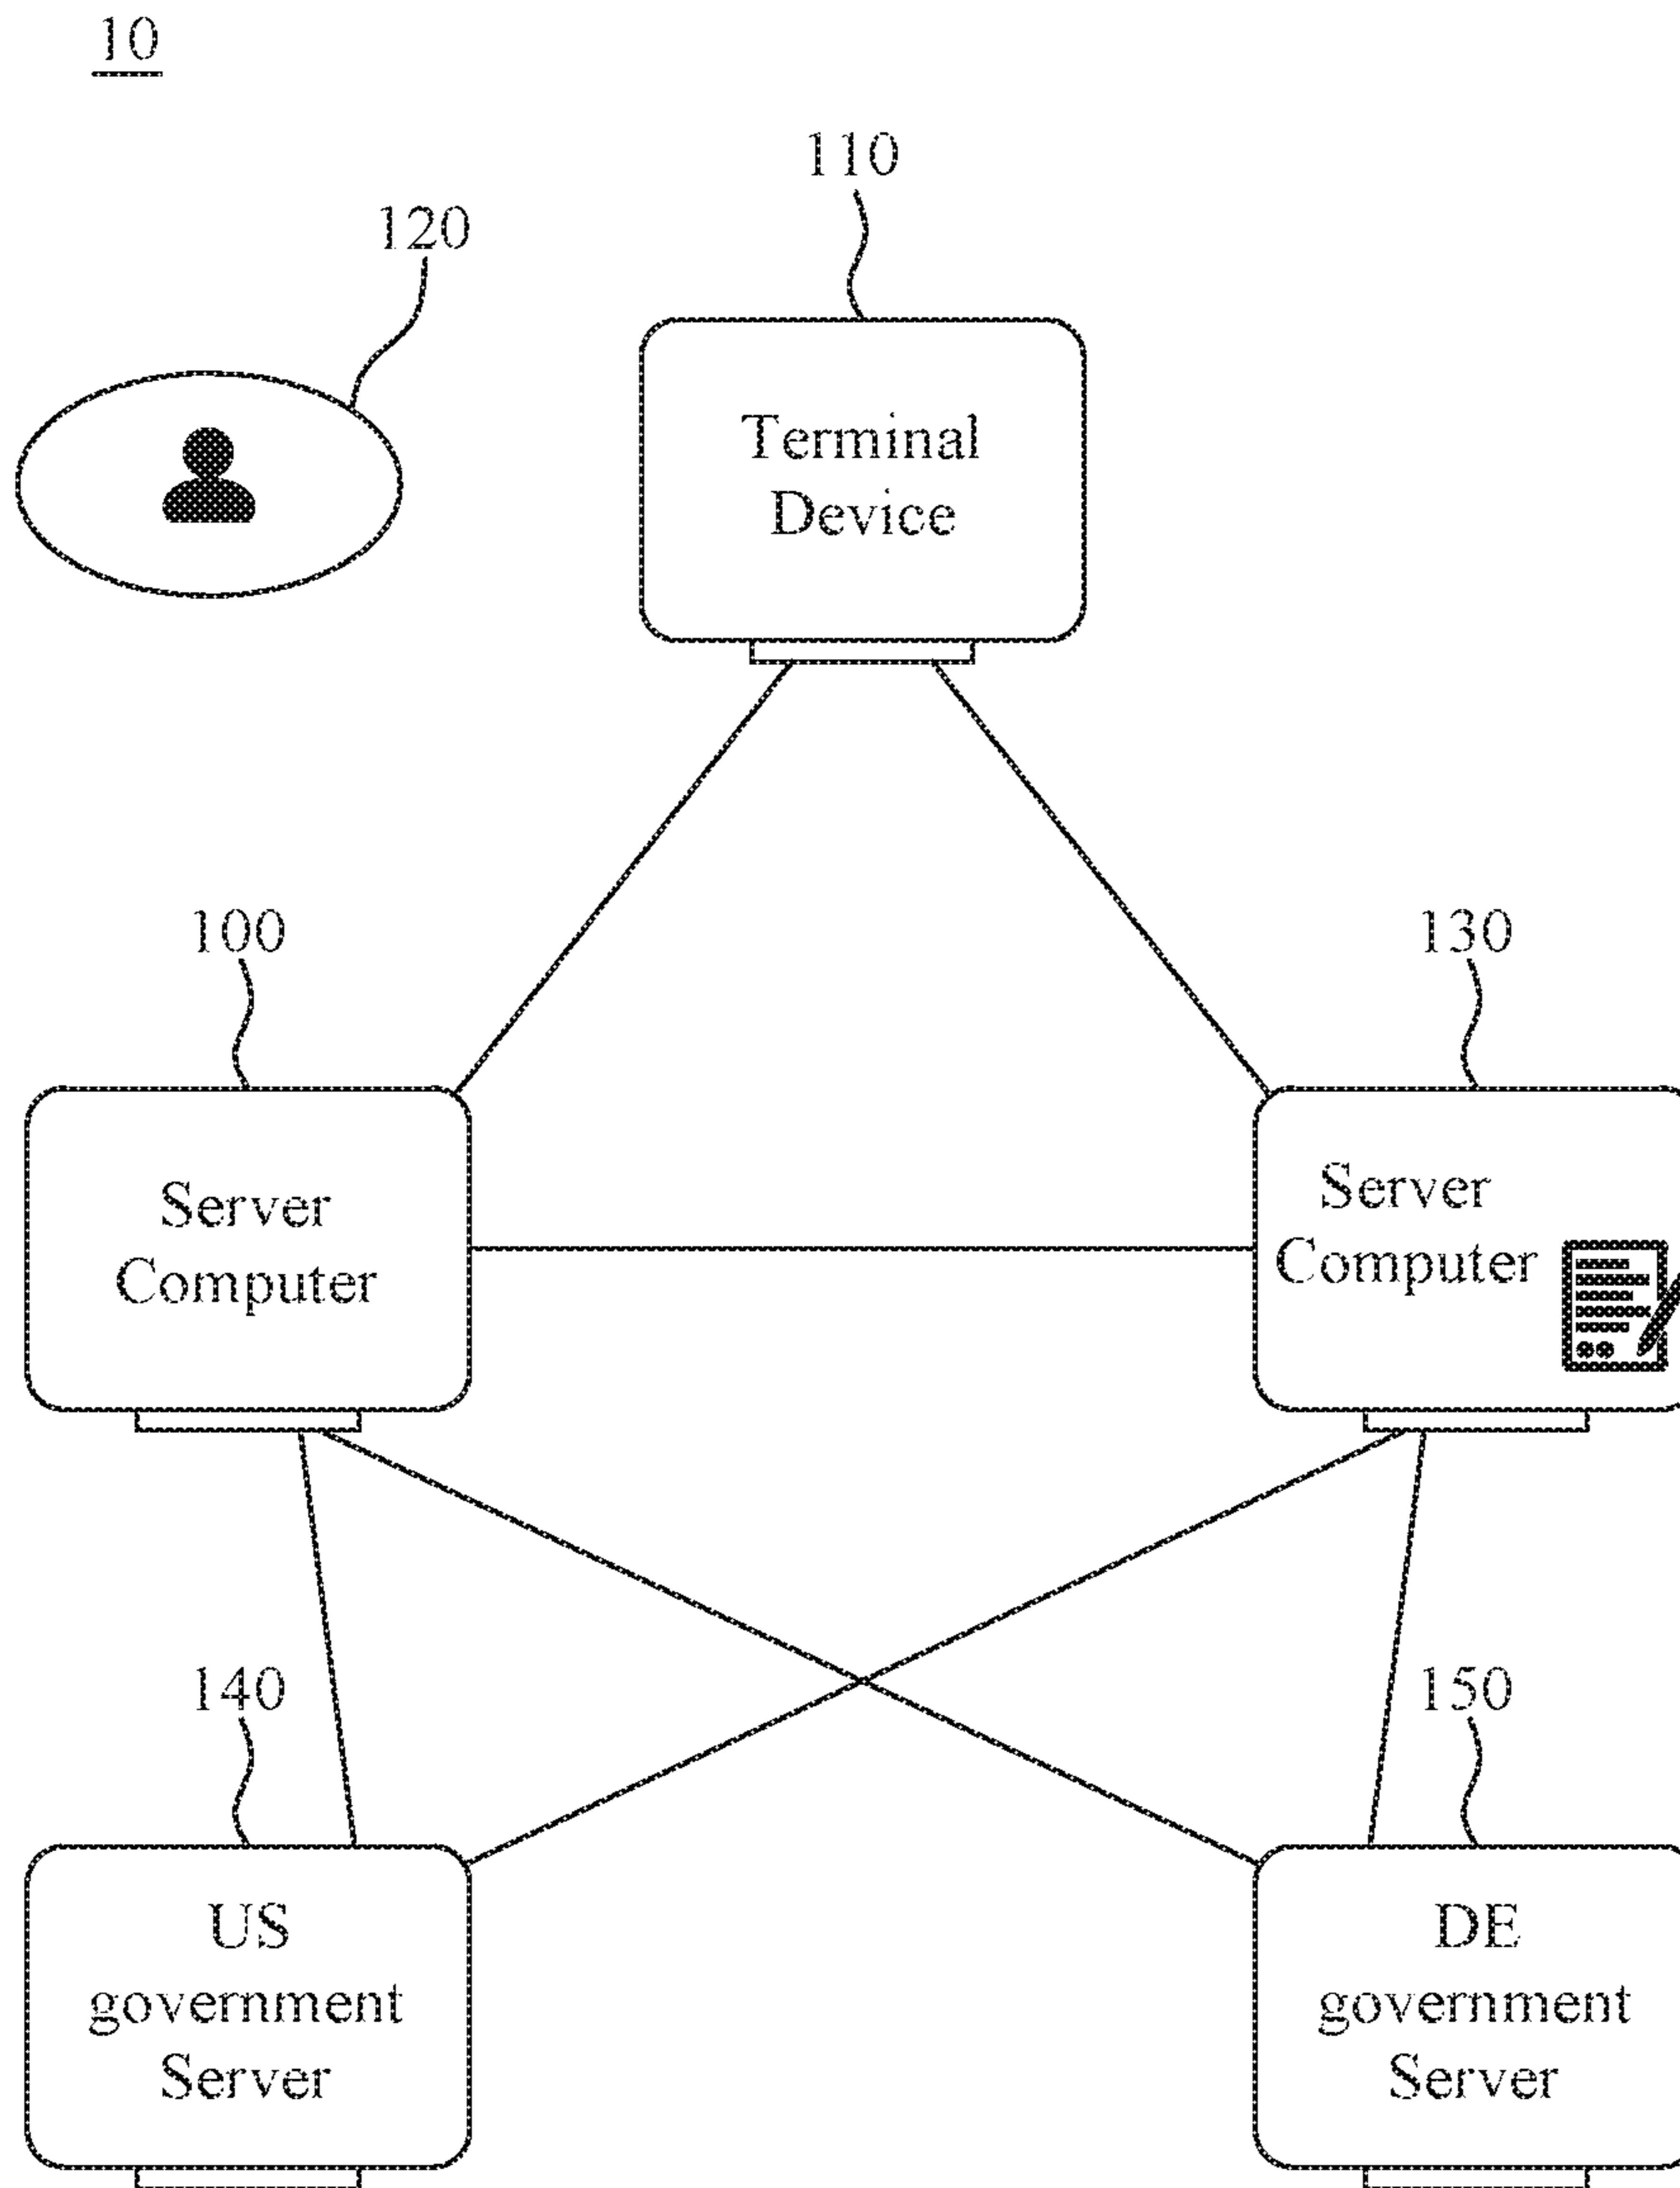 10
110
120
Terminal
Device
100
130
Server
Computer
Server
Computer
140
150
US
government
Server
DE
government
Server